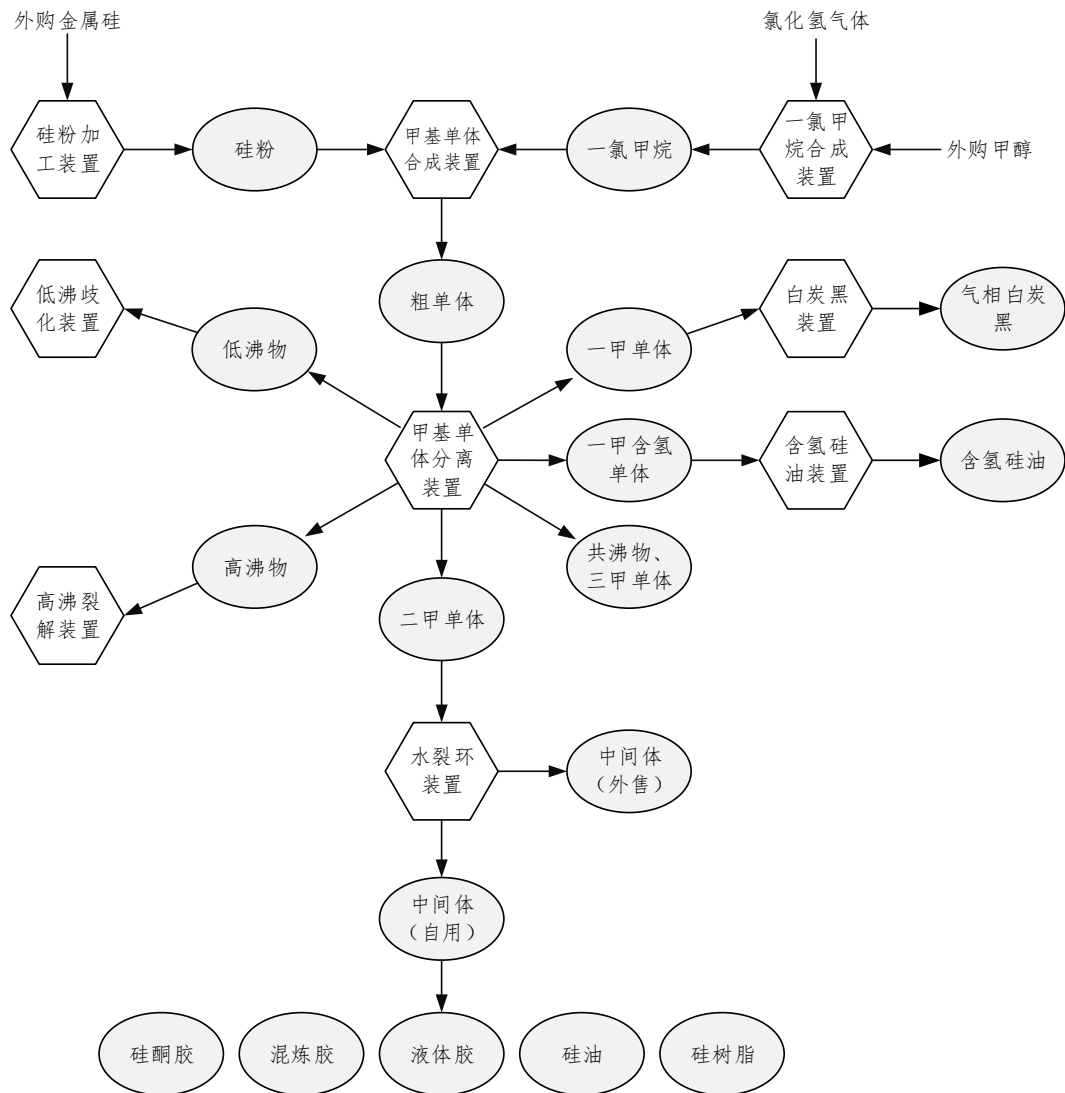 外购金属硅
氯化氢气体
硅粉加
工装置
硅粉
甲基单体
合成装置
一氯甲烷
一氯甲
烷合成
装置
外购甲醇
低沸歧
化装置
低沸物
粗单体
一甲单体
白炭黑
装置
气相白炭
黑
甲基单
体分离
装置
一甲含氢
单体
含氢硅
油装置
含氢硅油
高沸裂
解装置
高沸物
二甲单体
共沸物、
三甲单体
水裂环
装置
中间体
（外售）
中间体
（自用）
硅酮胶
混炼胶
液体胶
硅油
硅树脂